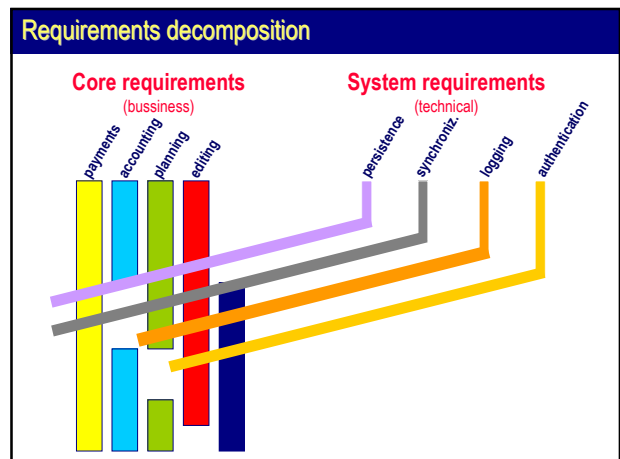 Requirements decomposition
Core requirements
(bussiness)
System requirements
(technical)
payments
accounting
planning
editing
persistence
synchroniz.
logging
authentication